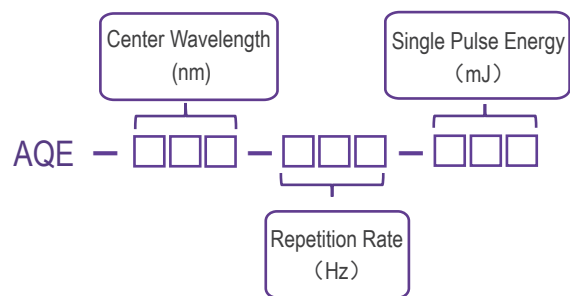 Center Wavelength
(nm)
Single Pulse Energy
（mJ）
AQE — □□□ — □□□ — □□□
Repetition Rate
（Hz）